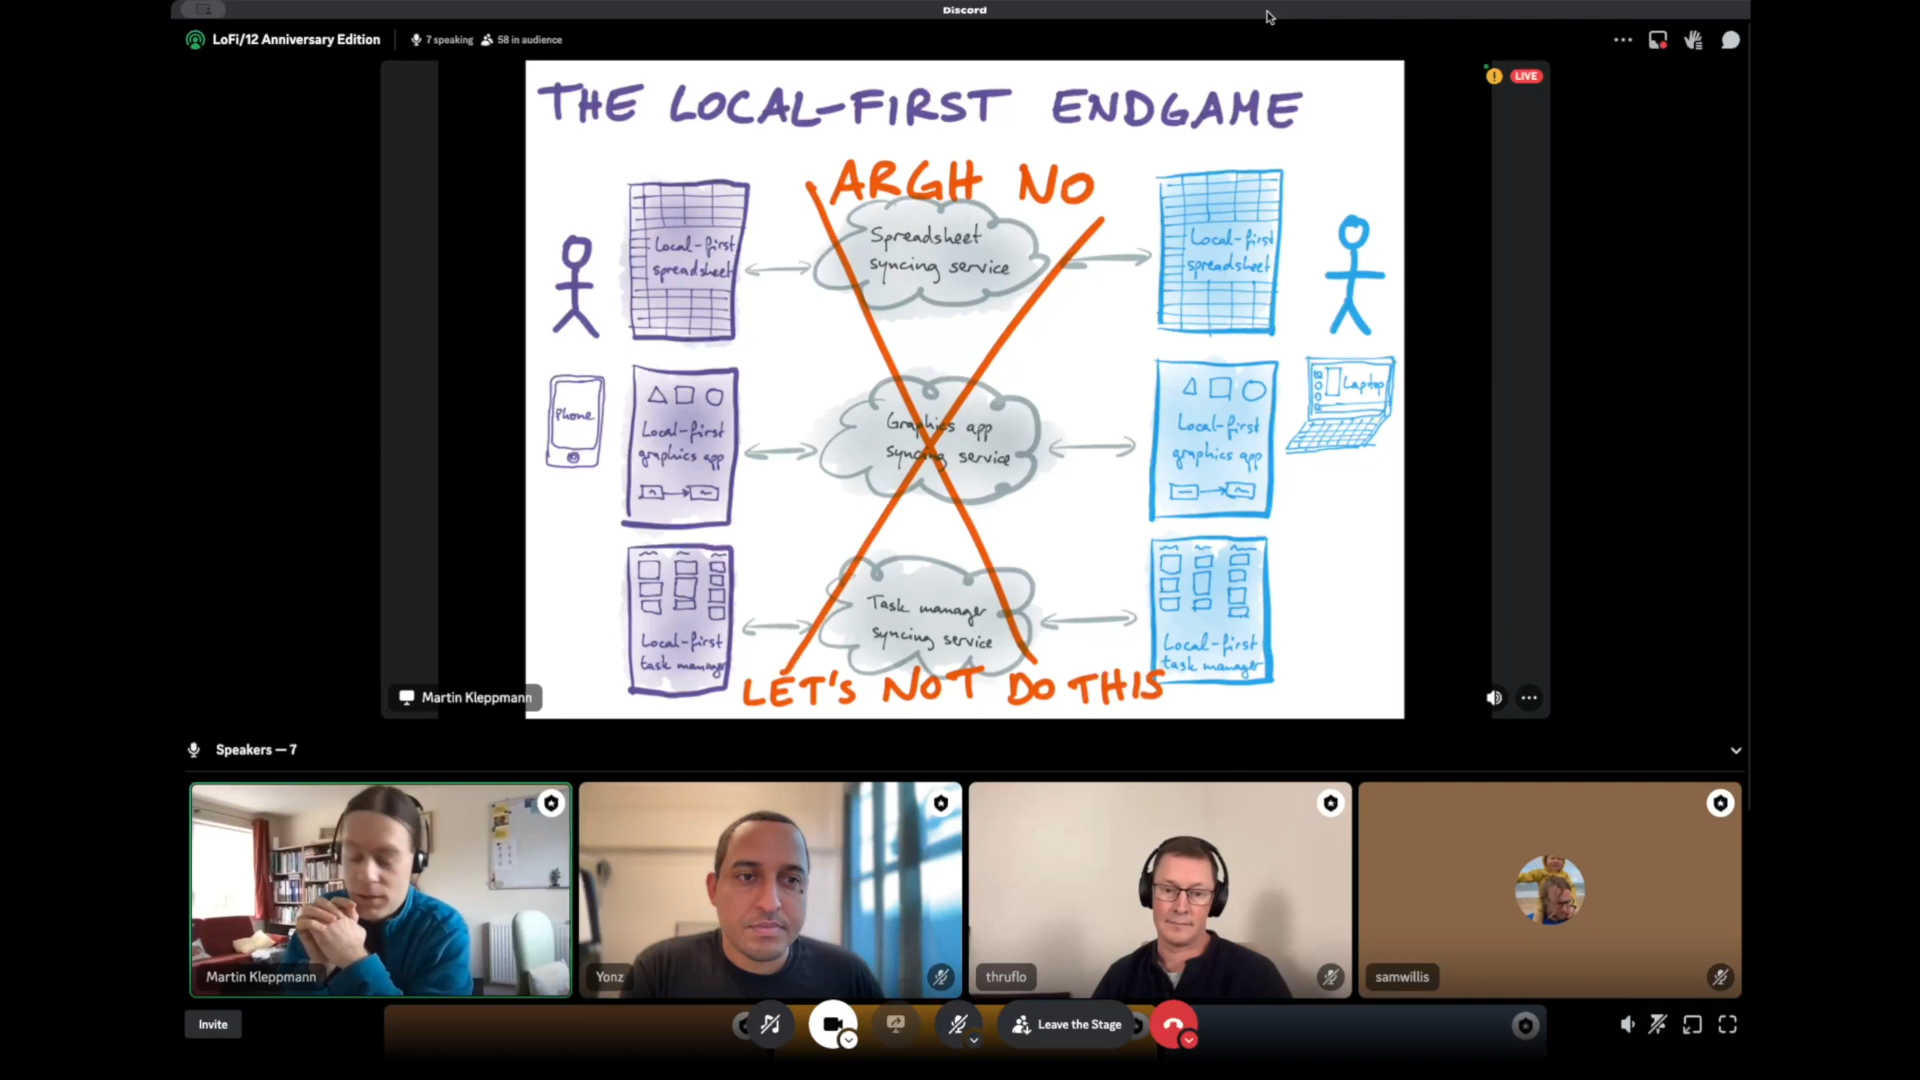 Discord
LoFi/12 Anniversary Edition
7 speaking
58 in audience
LIVE
THE LOCAL-FIRST ENDGAME
ARGH NO
Local-first
spreadsheet
Spreadsheet
syncing service
Local-first
spreadsheet
Phone
Local-first
graphics app
Graphics app
syncing service
Local-first
graphics app
Laptop
Local-first
task manager
Task manager
syncing service
Local-first
task manager
LET'S NOT DO THIS
Martin Kleppmann
Speakers — 7
Martin Kleppmann
Yonz
thruflo
samwillis
Invite
Leave the Stage